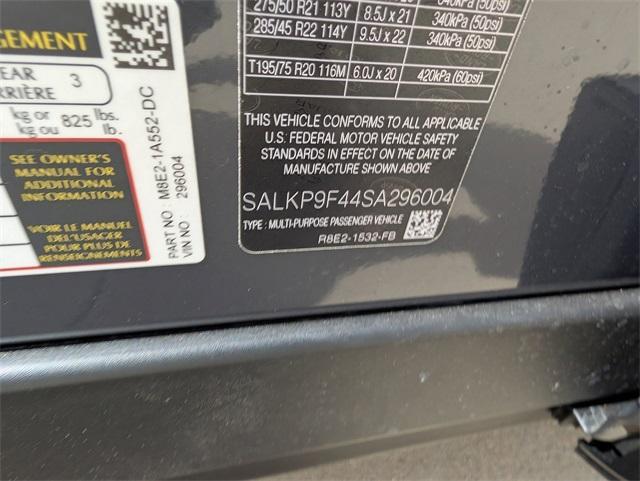 GEMENT
EAR 3
RRIÈRE
kg or 825 lbs.
kg ou lb.
SEE OWNER'S
MANUAL FOR
ADDITIONAL
INFORMATION
VOIR LE MANUEL
DEL'USAGER
POUR PLUS DE
RENSEIGNEMENTS
PART NO : M8E2-1A552-DC
VIN NO : 296004
275/50 R21 113Y 8.5J x 21 340kPa (50psi)
285/45 R22 114Y 9.5J x 22 340kPa (50psi)
T195/75 R20 116M 6.0J x 20 420kPa (60psi)
THIS VEHICLE CONFORMS TO ALL APPLICABLE
U.S. FEDERAL MOTOR VEHICLE SAFETY
STANDARDS IN EFFECT ON THE DATE OF
MANUFACTURE SHOWN ABOVE
SALKP9F44SA296004
TYPE : MULTI-PURPOSE PASSENGER VEHICLE
R8E2-1532-FB